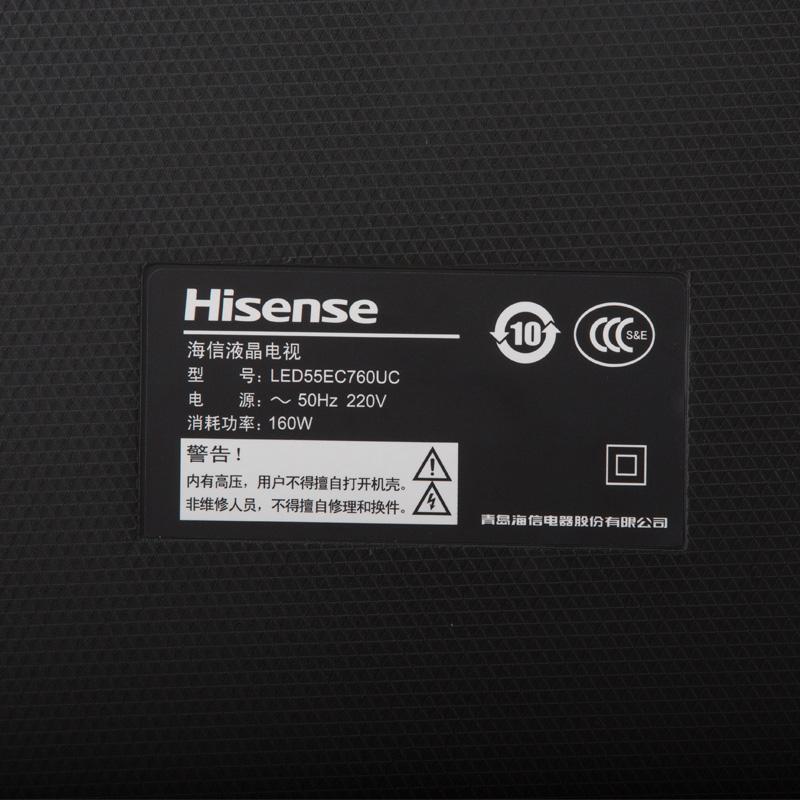 Hisense
海信液晶电视
型　　号: LED55EC760UC
电　　源: ～ 50Hz 220V
消耗功率: 160W
10
CCC S&E
警告!
内有高压，用户不得擅自打开机壳。
非维修人员，不得擅自修理和换件。
青岛海信电器股份有限公司